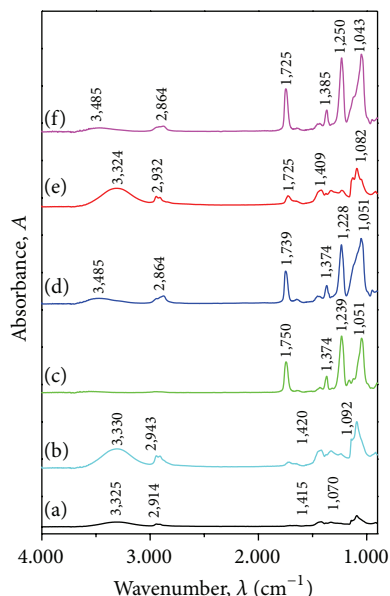 (f) 3,485 2,864 1,725 1,385 1,250 1,043
(e) 3,324 2,932 1,725 1,409 1,082
(d) 3,485 2,864 1,739 1,374 1,228 1,051
(c) 1,750 1,374 1,239 1,051
(b) 3,330 2,943 1,420 1,092
(a) 3,325 2,914 1,415 1,070
4.000 3.000 2.000 1.000
Wavenumber, λ (cm⁻¹)
Absorbance, A